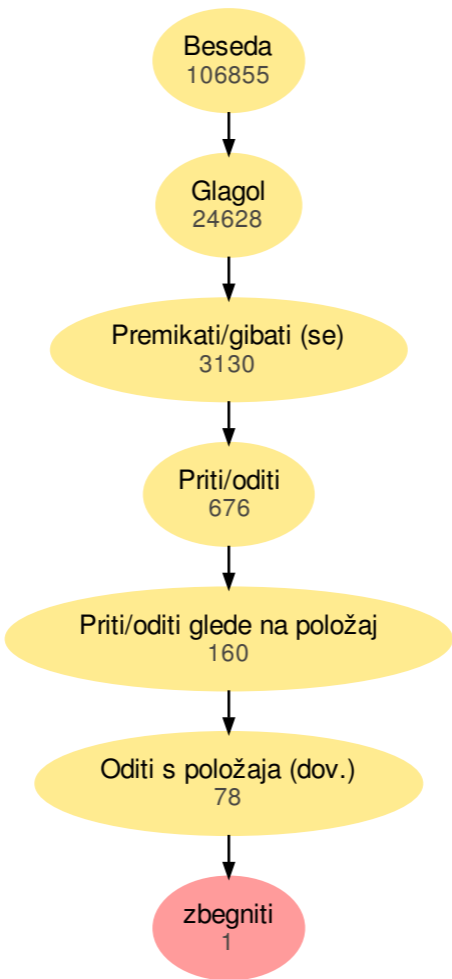 Beseda
106855
Glagol
24628
Premikati/gibati (se)
3130
Priti/oditi
676
Priti/oditi glede na položaj
160
Oditi s položaja (dov.)
78
zbegniti
1